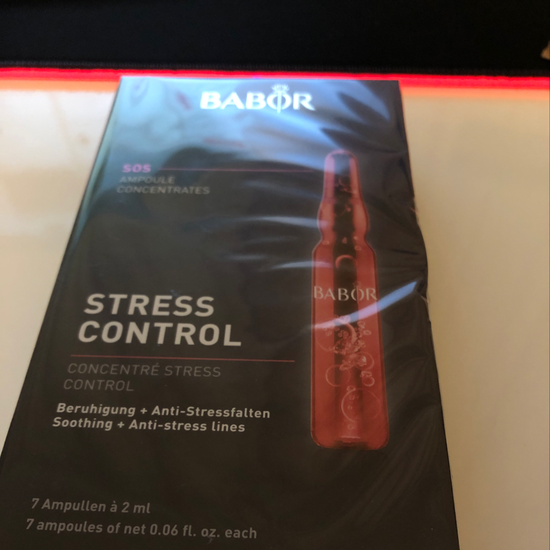 BABOR
SOS
AMPOULE
CONCENTRATES
BABOR
STRESS
CONTROL
CONCENTRÉ STRESS
CONTROL
Beruhigung + Anti-Stressfalten
Soothing + Anti-stress lines
7 Ampullen à 2 ml
7 ampoules of net 0.06 fl. oz. each